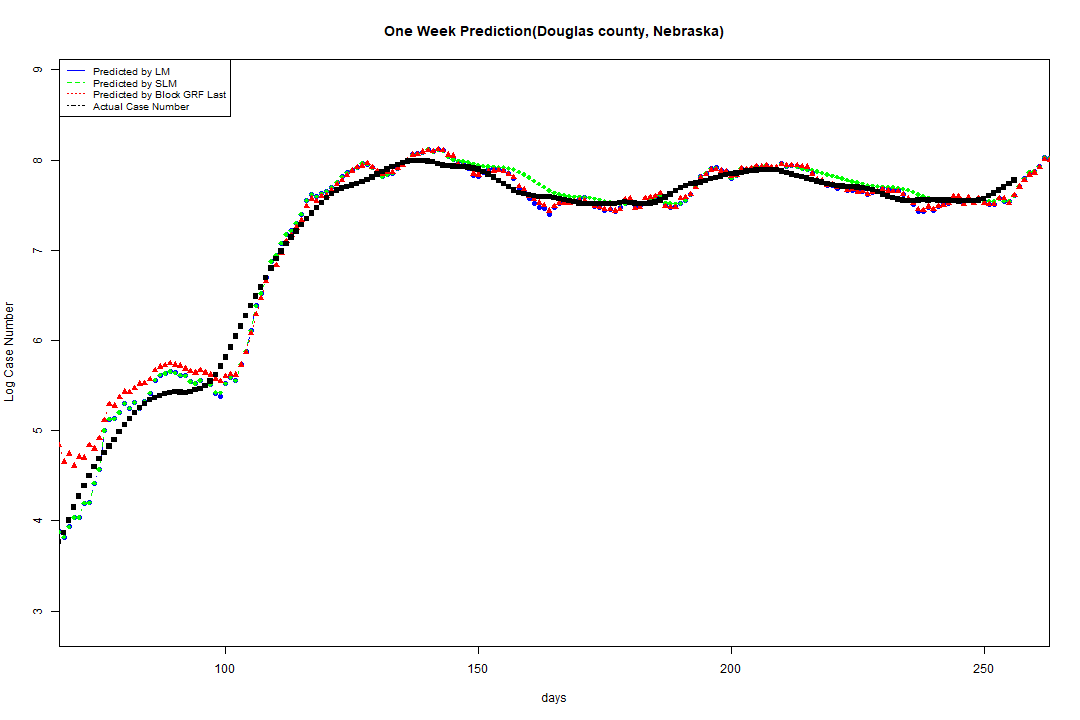 One Week Prediction(Douglas county, Nebraska)
Predicted by LM
Predicted by SLM
Predicted by Block GRF Last
Actual Case Number
9
8
7
6
5
4
3
Log Case Number
100 150 200 250
days